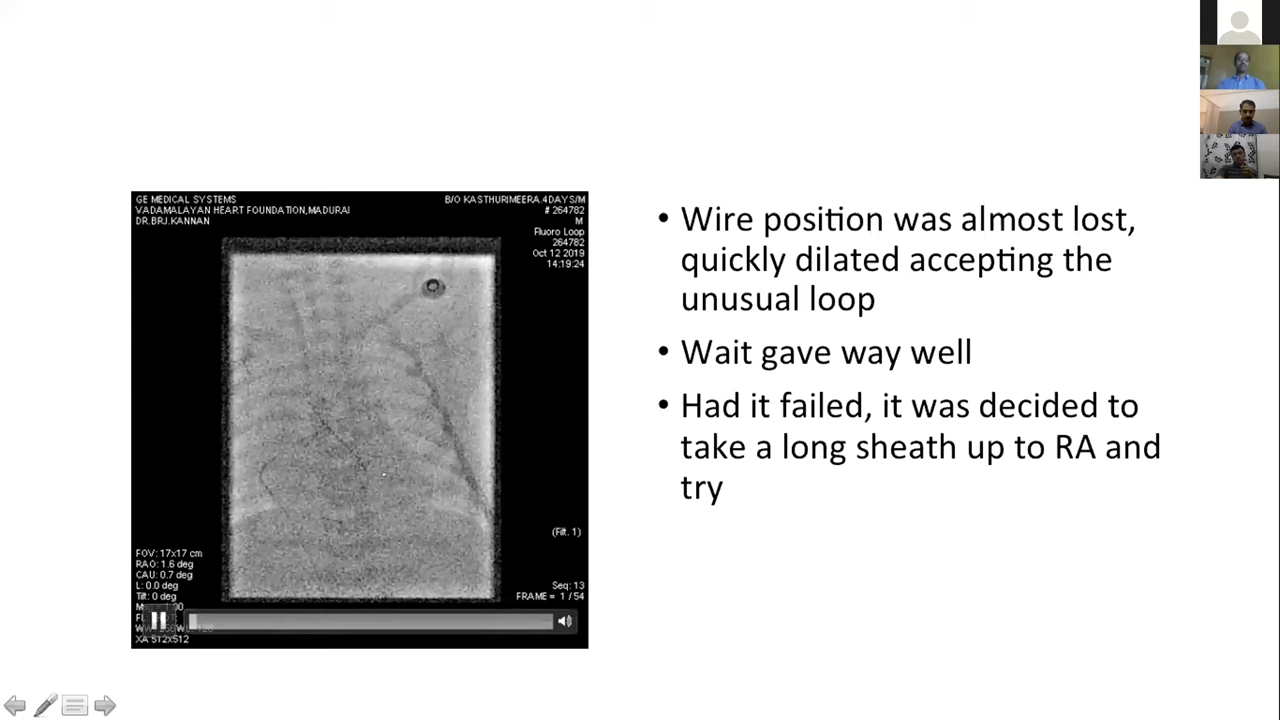 GE MEDICAL SYSTEMS
VADAMALAYAN HEART FOUNDATION,MADURAI
DR.BRJ.KANNAN
B/O KASTHURIMEERA.4DAYS/M
# 264782
M
Fluoro Loop
264782
Oct 12 2019
14:19:24
(Filt. 1)
FOV: 17x17 cm
RAO: 1.6 deg
CAU: 0.7 deg
L: 0.0 deg
Tilt: 0 deg
XA 512x512
Seq: 13
FRAME = 1 / 54
• Wire position was almost lost,
quickly dilated accepting the
unusual loop
• Wait gave way well
• Had it failed, it was decided to
take a long sheath up to RA and
try